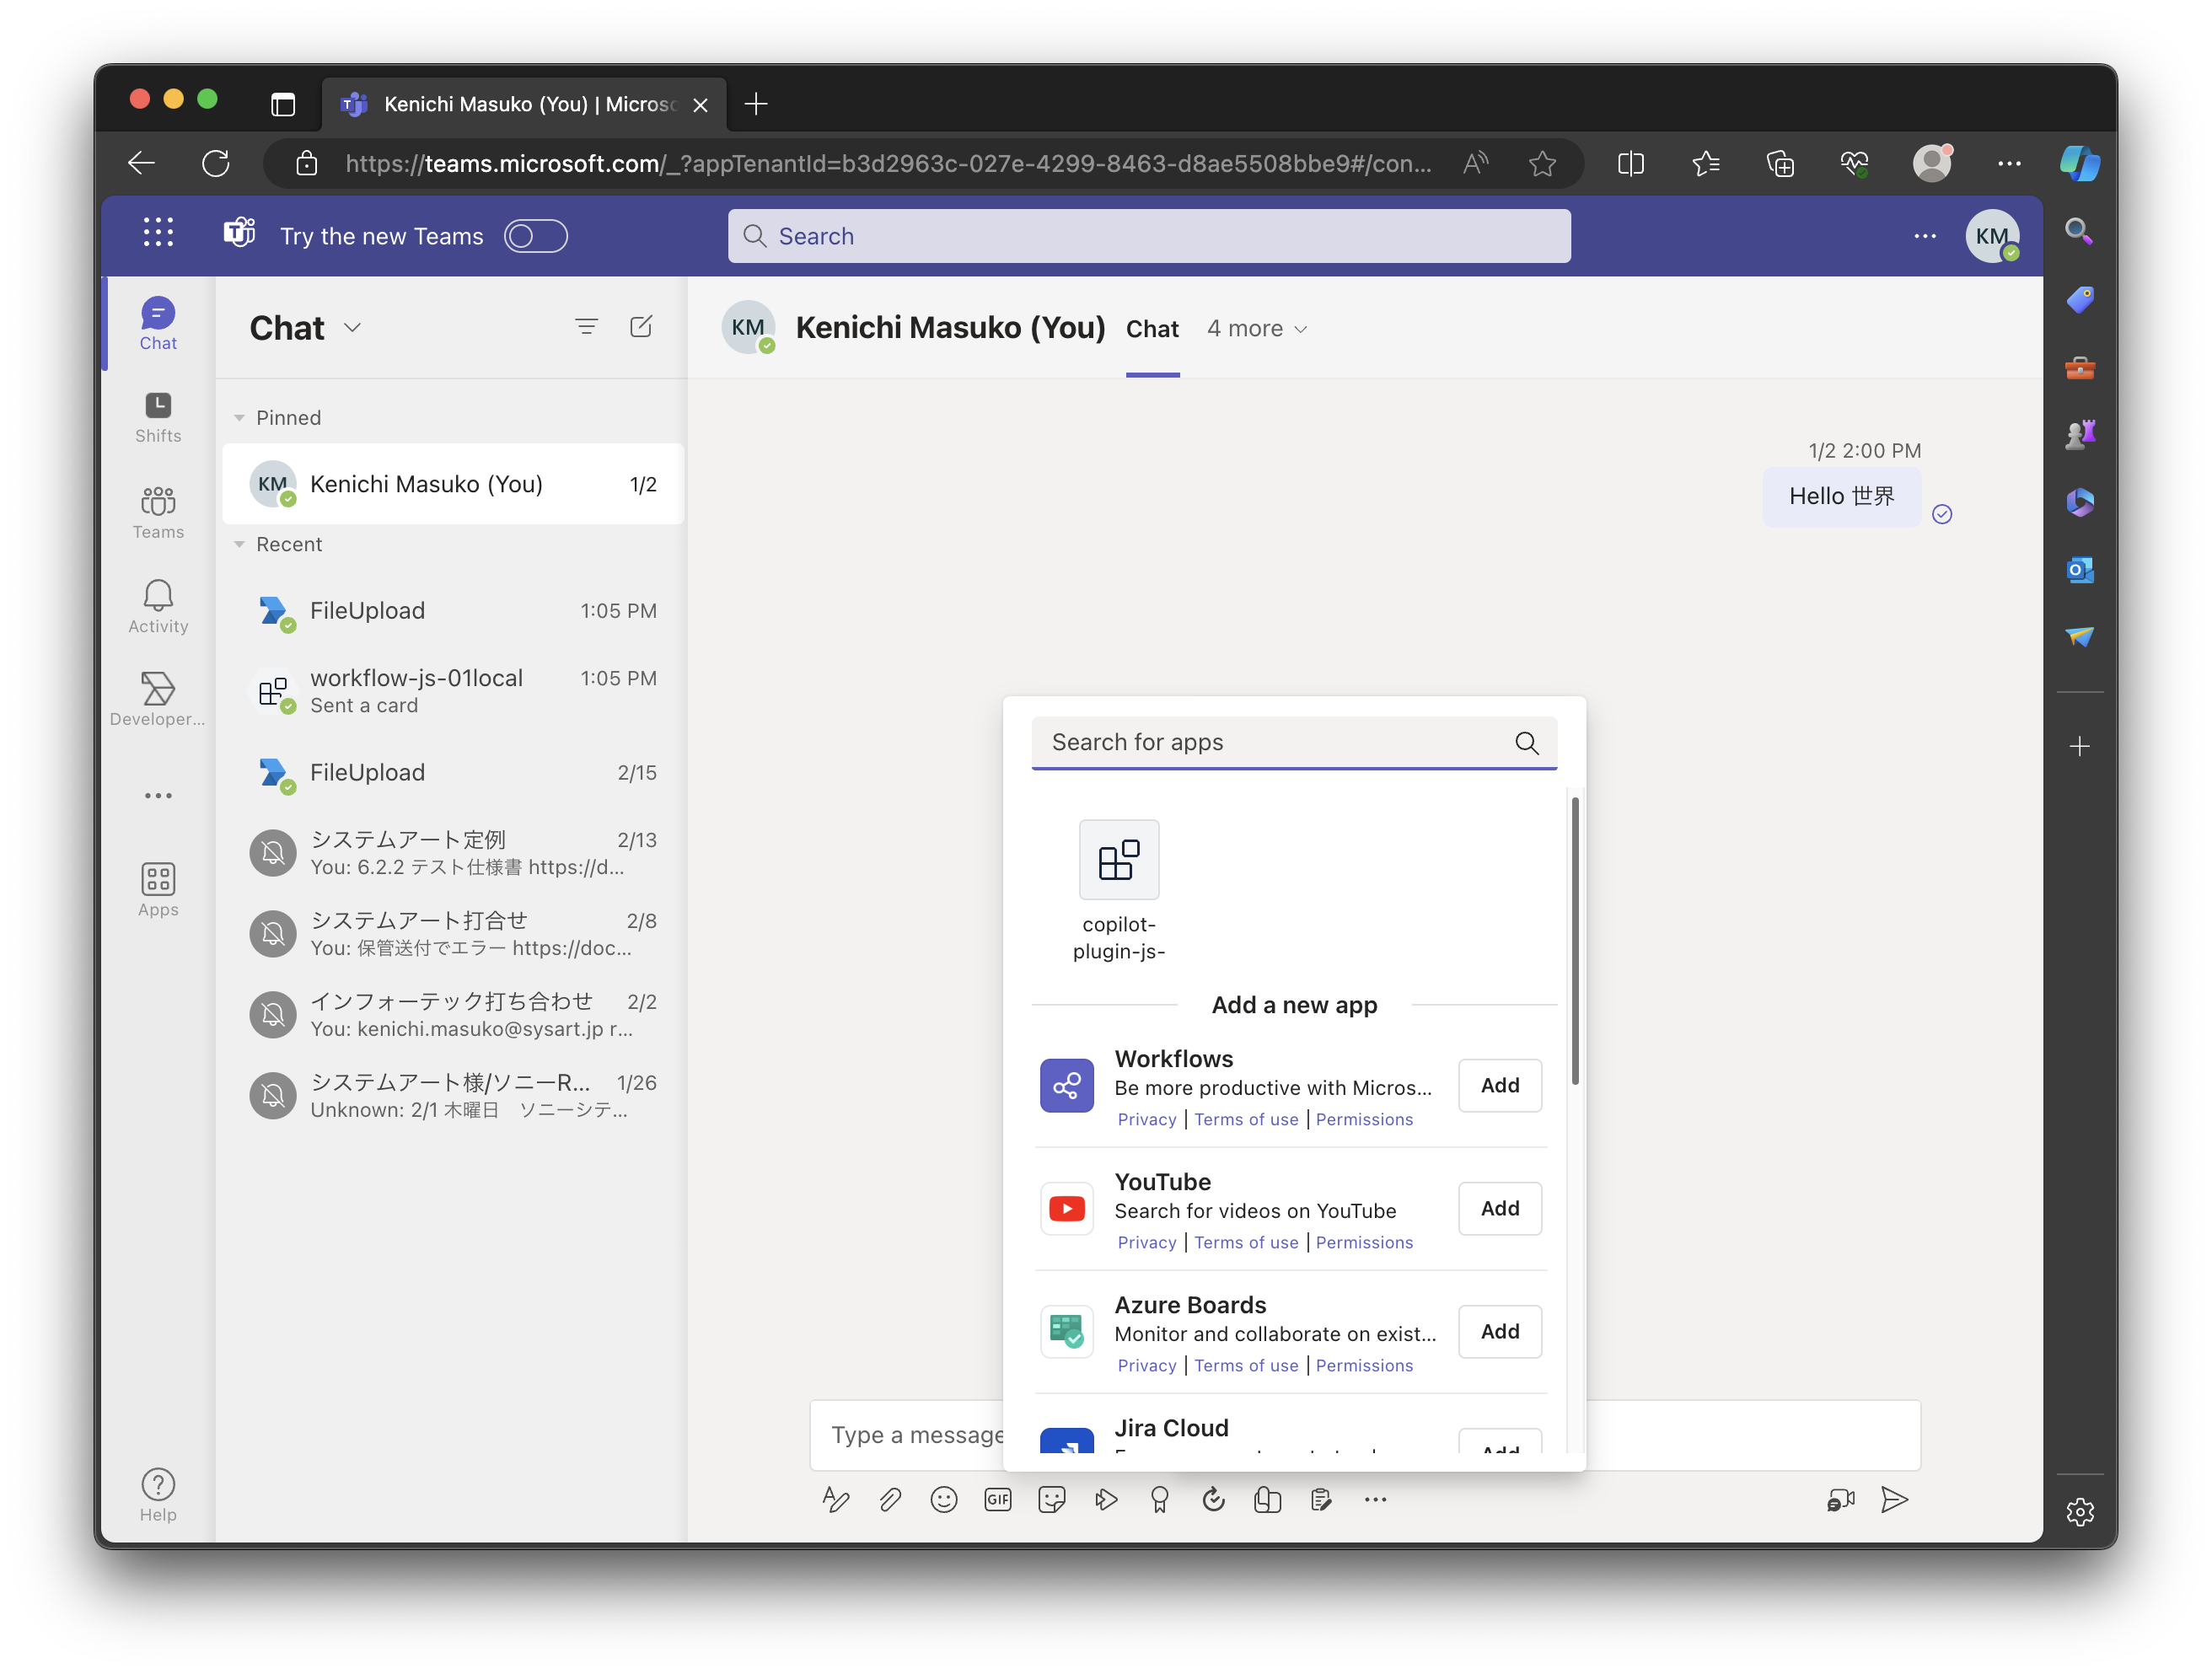 Kenichi Masuko (You) | Micros
https://teams.microsoft.com/_?appTenantId=b3d2963c-027e-4299-8463-d8ae5508bbe9#/con...
Try the new Teams
Search
KM
Chat
Shifts
Teams
Activity
Developer...
Apps
Help
Chat
Pinned
KM Kenichi Masuko (You) 1/2
Recent
FileUpload 1:05 PM
workflow-js-01local 1:05 PM
Sent a card
FileUpload 2/15
システムアート定例 2/13
You: 6.2.2 テスト仕様書 https://d...
システムアート打合せ 2/8
You: 保管送付でエラー https://doc...
インフォーテック打ち合わせ 2/2
You: kenichi.masuko@sysart.jp r...
システムアート様/ソニーR... 1/26
Unknown: 2/1 木曜日　ソニーシテ...
KM Kenichi Masuko (You) Chat 4 more
1/2 2:00 PM
Hello 世界
Search for apps
copilot-
plugin-js-
Add a new app
Workflows
Be more productive with Micros...
Privacy | Terms of use | Permissions
Add
YouTube
Search for videos on YouTube
Privacy | Terms of use | Permissions
Add
Azure Boards
Monitor and collaborate on exist...
Privacy | Terms of use | Permissions
Add
Jira Cloud
Add
Type a message
GIF